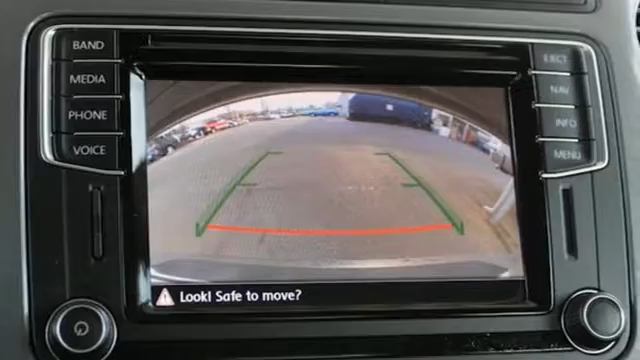 BAND
MEDIA
PHONE
VOICE
EJECT
NAV
INFO
MENU
Look! Safe to move?